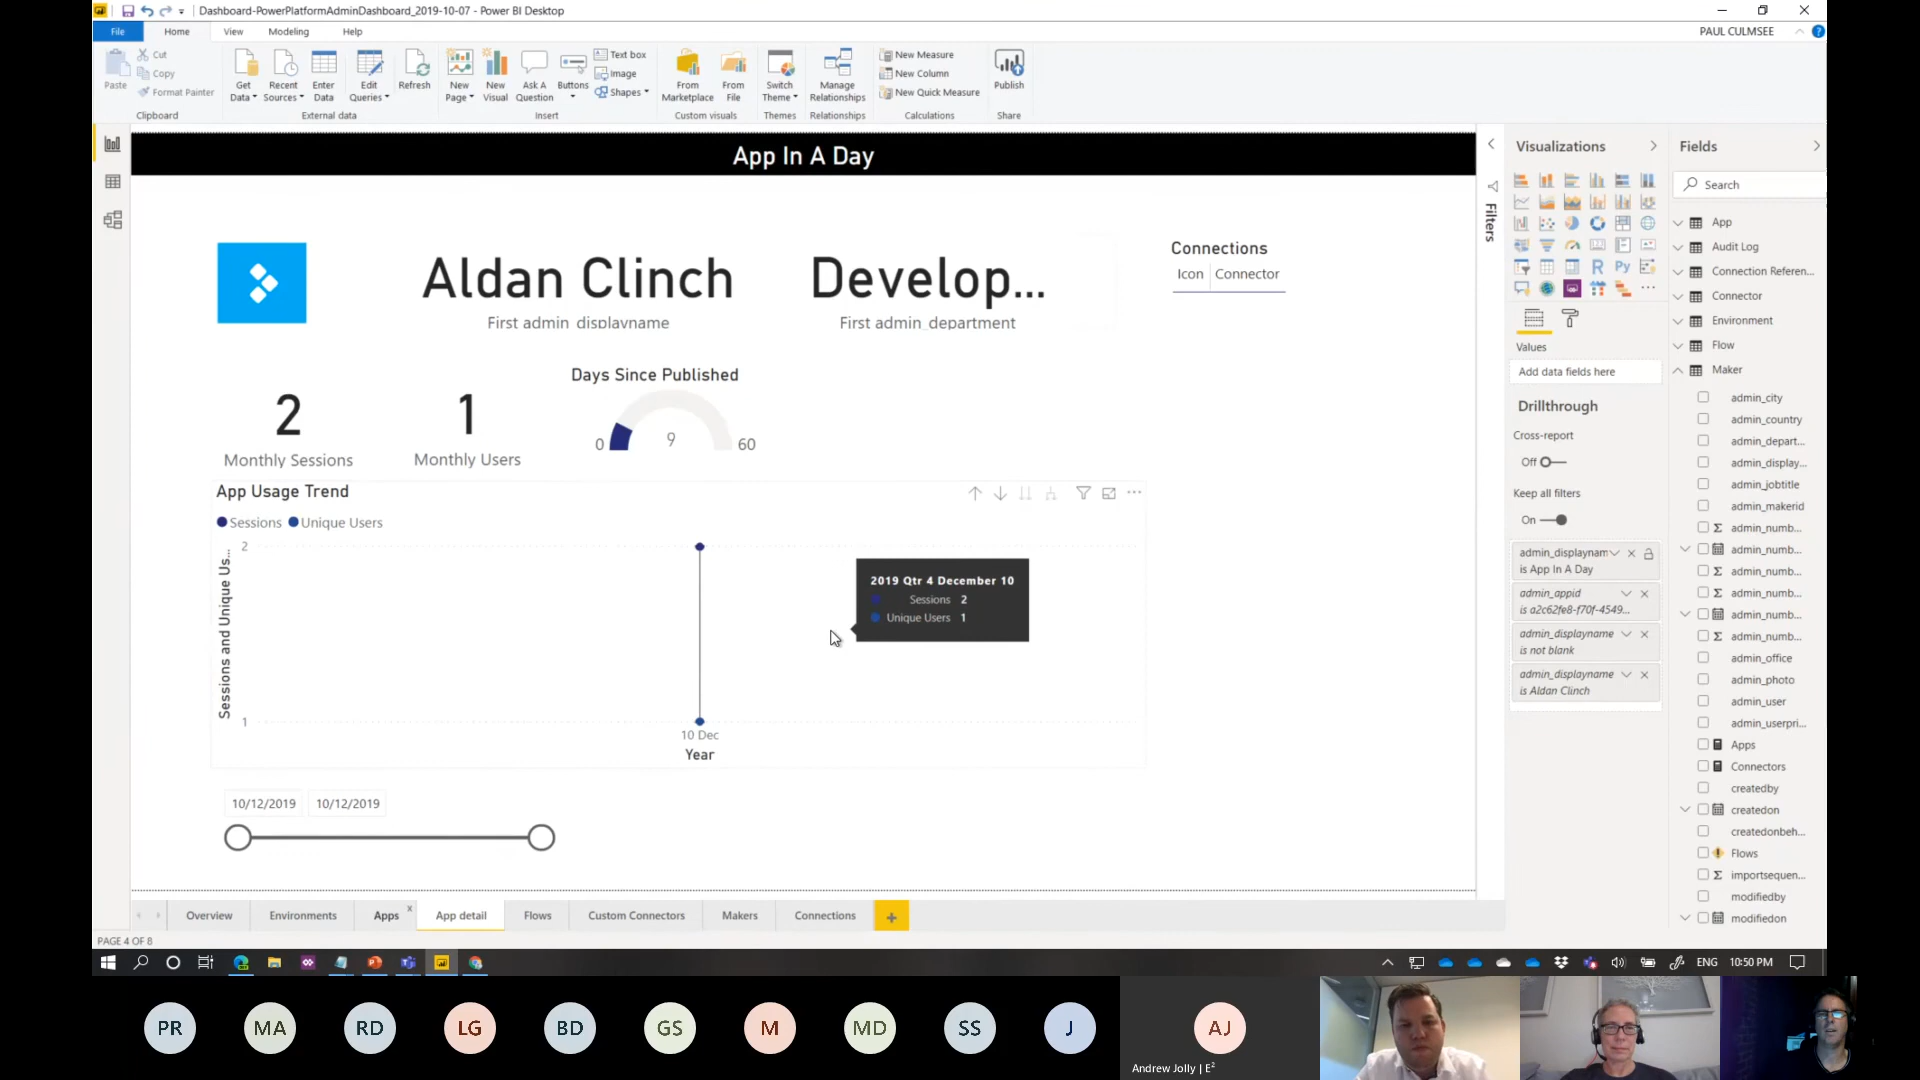 Dashboard-PowerPlatformAdminDashboard_2019-10-07 - Power BI Desktop
File Home View Modeling Help
PAUL CULMSEE
Paste
Cut
Copy
Format Painter
Clipboard
Get Data
Recent Sources
Enter Data
Edit Queries
Refresh
External data
New Page
New Visual
Ask A Question
Buttons
Text box
Image
Shapes
Insert
From Marketplace
From File
Custom visuals
Switch Theme
Themes
Manage Relationships
Relationships
New Measure
New Column
New Quick Measure
Calculations
Publish
Share
App In A Day
Aldan Clinch
First admin_displayname
Develop...
First admin_department
Connections
Icon Connector
2
Monthly Sessions
1
Monthly Users
Days Since Published
0 9 60
App Usage Trend
Sessions Unique Users
Sessions and Unique Us...
2
1
10 Dec
Year
2019 Qtr 4 December 10
Sessions 2
Unique Users 1
10/12/2019 10/12/2019
Filters
Visualizations
R Py
Values
Add data fields here
Drillthrough
Cross-report
Off
Keep all filters
On
admin_displaynam
is App In A Day
admin_appid
is a2c62fe8-f70f-4549...
admin_displayname
is not blank
admin_displayname
is Aldan Clinch
Fields
Search
App
Audit Log
Connection Referen...
Connector
Environment
Flow
Maker
admin_city
admin_country
admin_depart...
admin_display...
admin_jobtitle
admin_makerid
admin_numb...
admin_numb...
admin_numb...
admin_numb...
admin_numb...
admin_numb...
admin_office
admin_photo
admin_user
admin_userpri...
Apps
Connectors
createdby
createdon
createdonbeh...
Flows
importsequen...
modifiedby
modifiedon
Overview Environments Apps x App detail Flows Custom Connectors Makers Connections +
PAGE 4 OF 8
ENG 10:50 PM
PR MA RD LG BD GS M MD SS J AJ
Andrew Jolly | E²